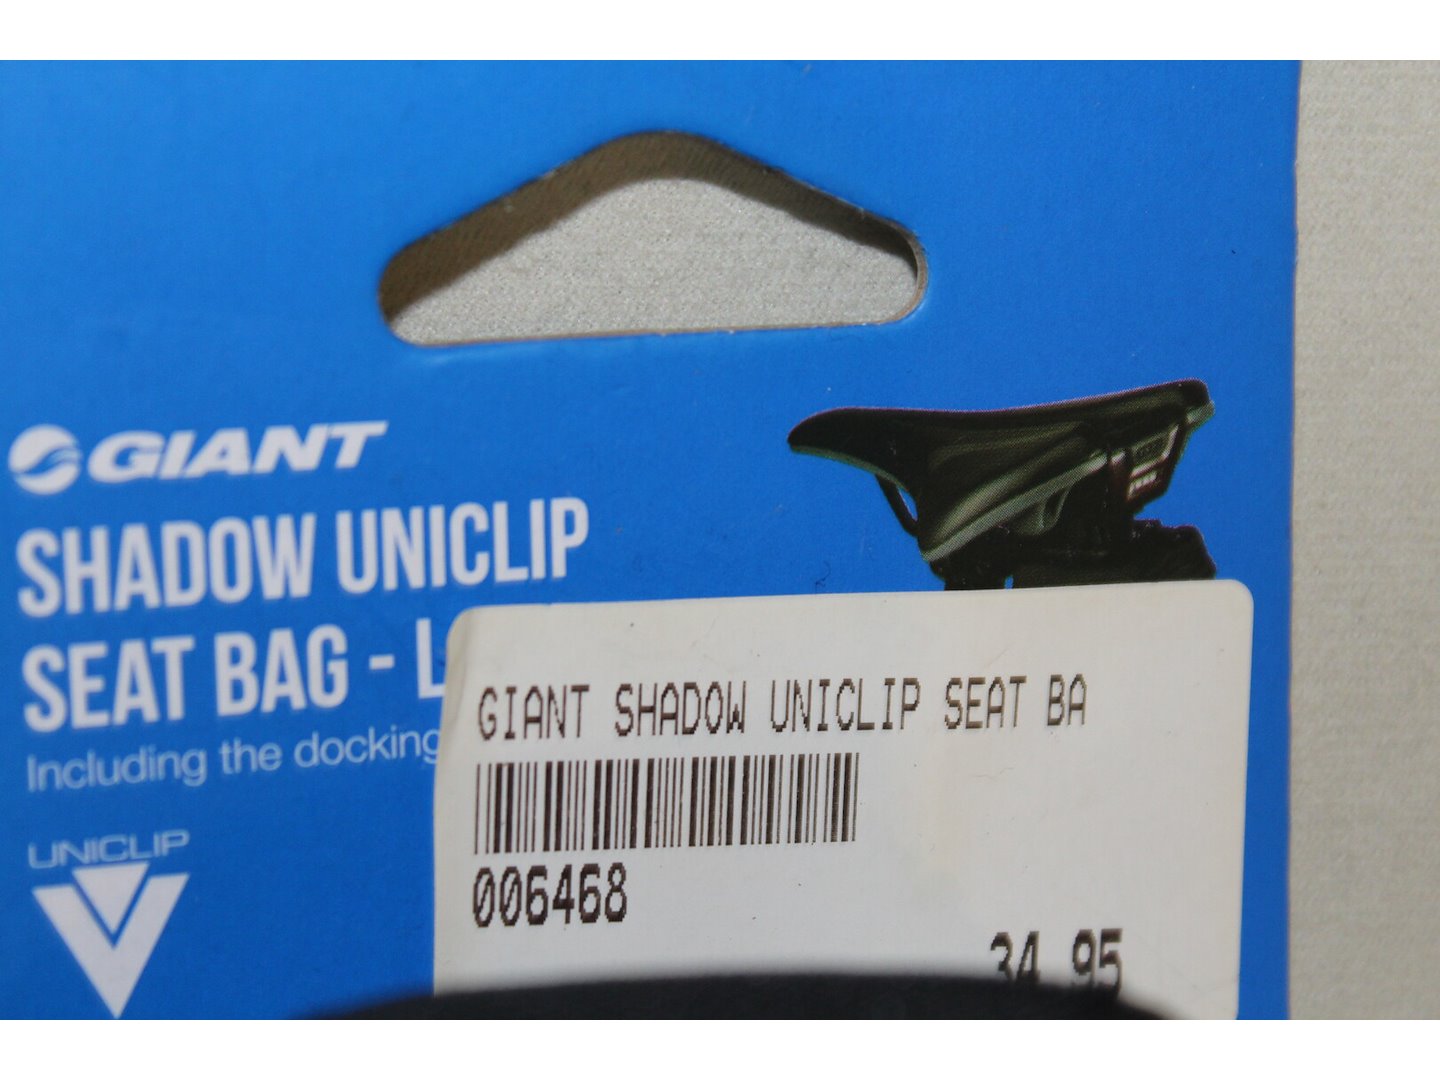 GIANT
SHADOW UNICLIP
SEAT BAG - L
Including the docking
UNICLIP
GIANT SHADOW UNICLIP SEAT BA
006468
34.95